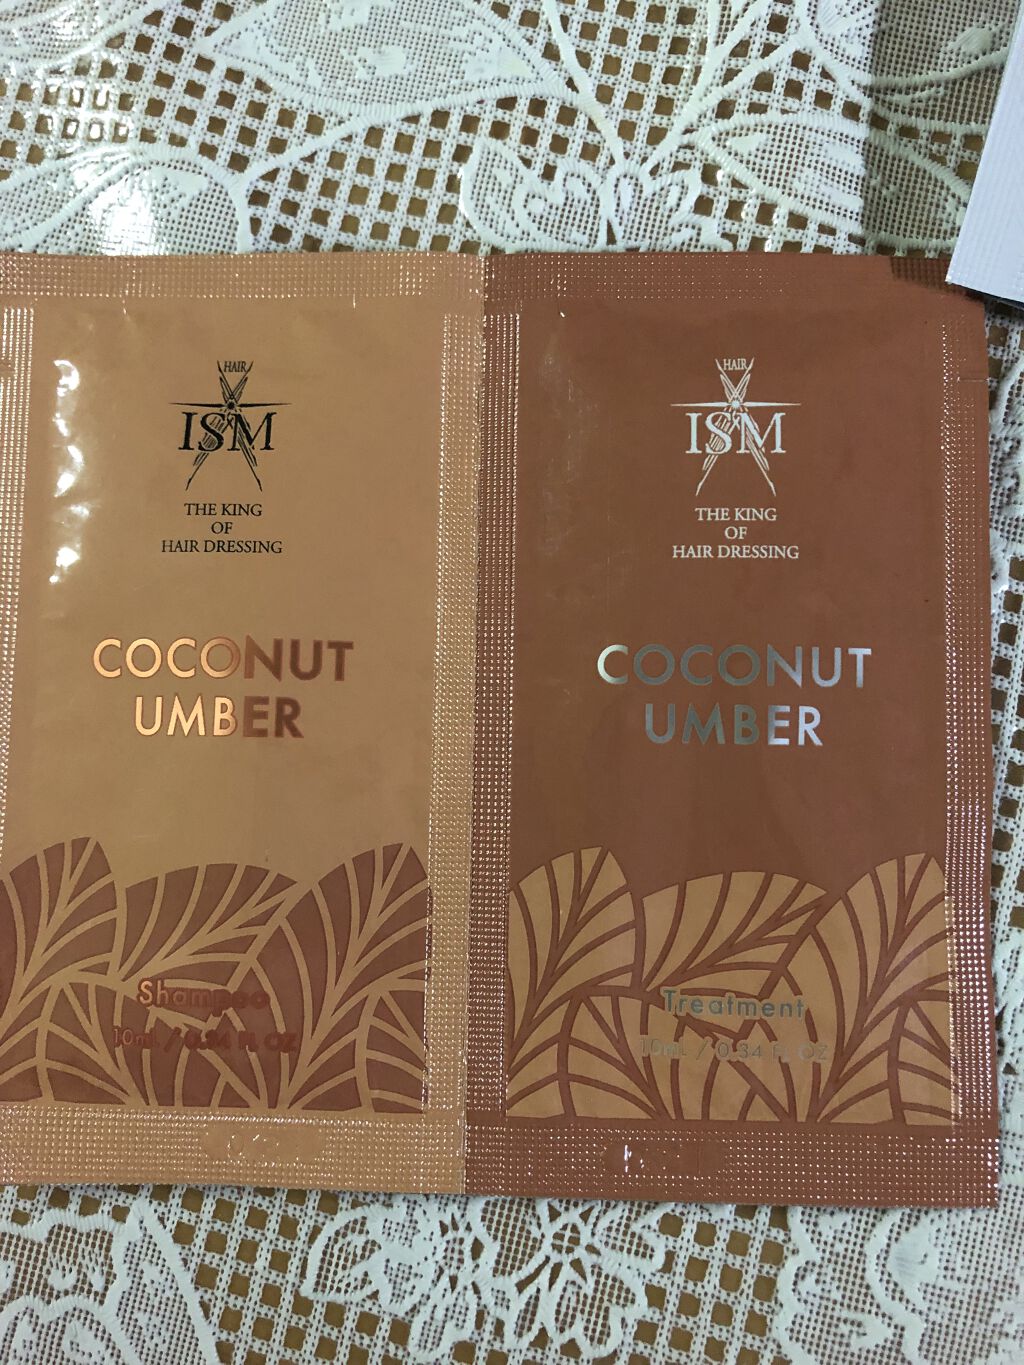 HAIR
ISM
THE KING
OF
HAIR DRESSING
COCONUT
UMBER
Shampoo
10mL / 0.34 FL OZ
HAIR
ISM
THE KING
OF
HAIR DRESSING
COCONUT
UMBER
Treatment
10mL / 0.34 FL OZ